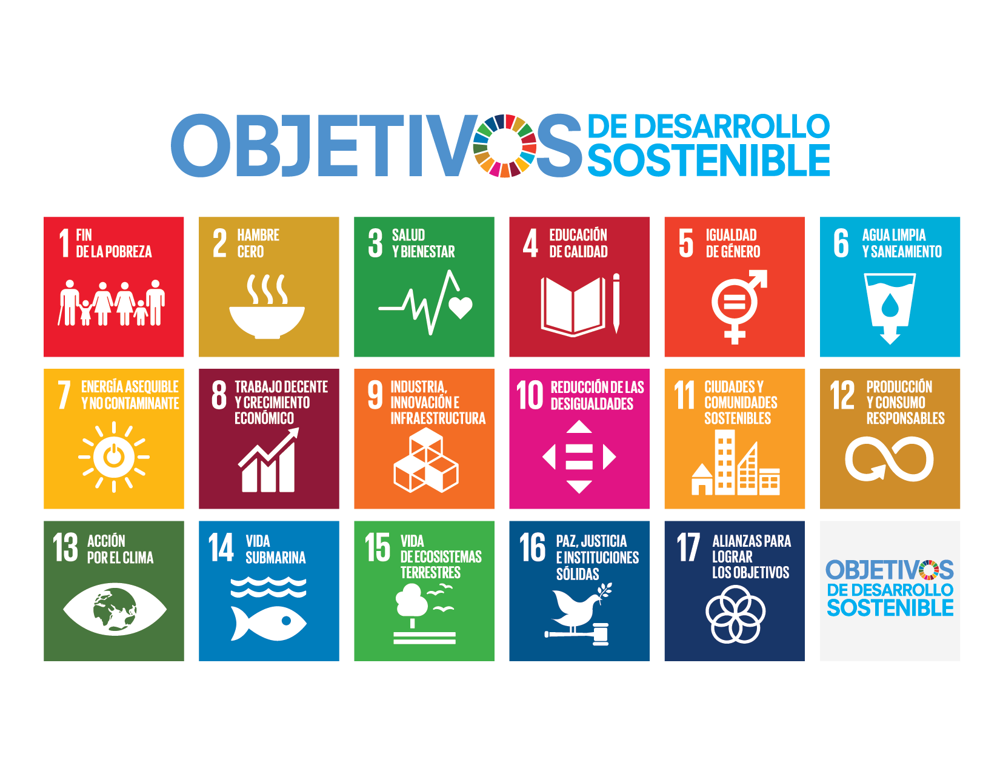 OBJETIVOS DE DESARROLLO
SOSTENIBLE
1 FIN
DE LA POBREZA
2 HAMBRE
CERO
3 SALUD
Y BIENESTAR
4 EDUCACIÓN
DE CALIDAD
5 IGUALDAD
DE GÉNERO
6 AGUA LIMPIA
Y SANEAMIENTO
7 ENERGÍA ASEQUIBLE
Y NO CONTAMINANTE
8 TRABAJO DECENTE
Y CRECIMIENTO
ECONÓMICO
9 INDUSTRIA,
INNOVACIÓN E
INFRAESTRUCTURA
10 REDUCCIÓN DE LAS
DESIGUALDADES
11 CIUDADES Y
COMUNIDADES
SOSTENIBLES
12 PRODUCCIÓN
Y CONSUMO
RESPONSABLES
13 ACCIÓN
POR EL CLIMA
14 VIDA
SUBMARINA
15 VIDA
DE ECOSISTEMAS
TERRESTRES
16 PAZ, JUSTICIA
E INSTITUCIONES
SÓLIDAS
17 ALIANZAS PARA
LOGRAR
LOS OBJETIVOS
OBJETIVOS
DE DESARROLLO
SOSTENIBLE